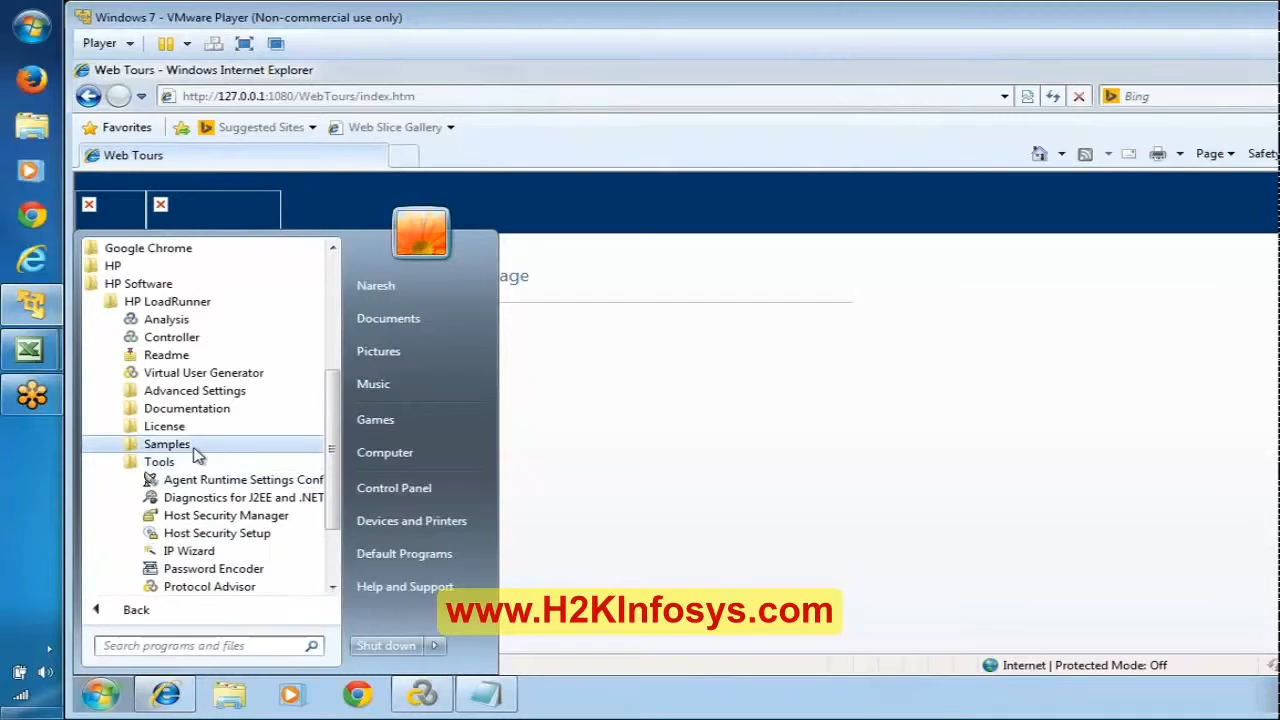 Windows 7 - VMware Player (Non-commercial use only)
Player
Web Tours - Windows Internet Explorer
http://127.0.0.1:1080/WebTours/index.htm
Bing
Favorites
Suggested Sites
Web Slice Gallery
Web Tours
Page
Safety
Google Chrome
HP
HP Software
HP LoadRunner
Analysis
Controller
Readme
Virtual User Generator
Advanced Settings
Documentation
License
Samples
Tools
Agent Runtime Settings Conf
Diagnostics for J2EE and .NET
Host Security Manager
Host Security Setup
IP Wizard
Password Encoder
Protocol Advisor
Back
Search programs and files
Naresh
Documents
Pictures
Music
Games
Computer
Control Panel
Devices and Printers
Default Programs
Help and Support
Shut down
age
www.H2KInfosys.com
Internet | Protected Mode: Off